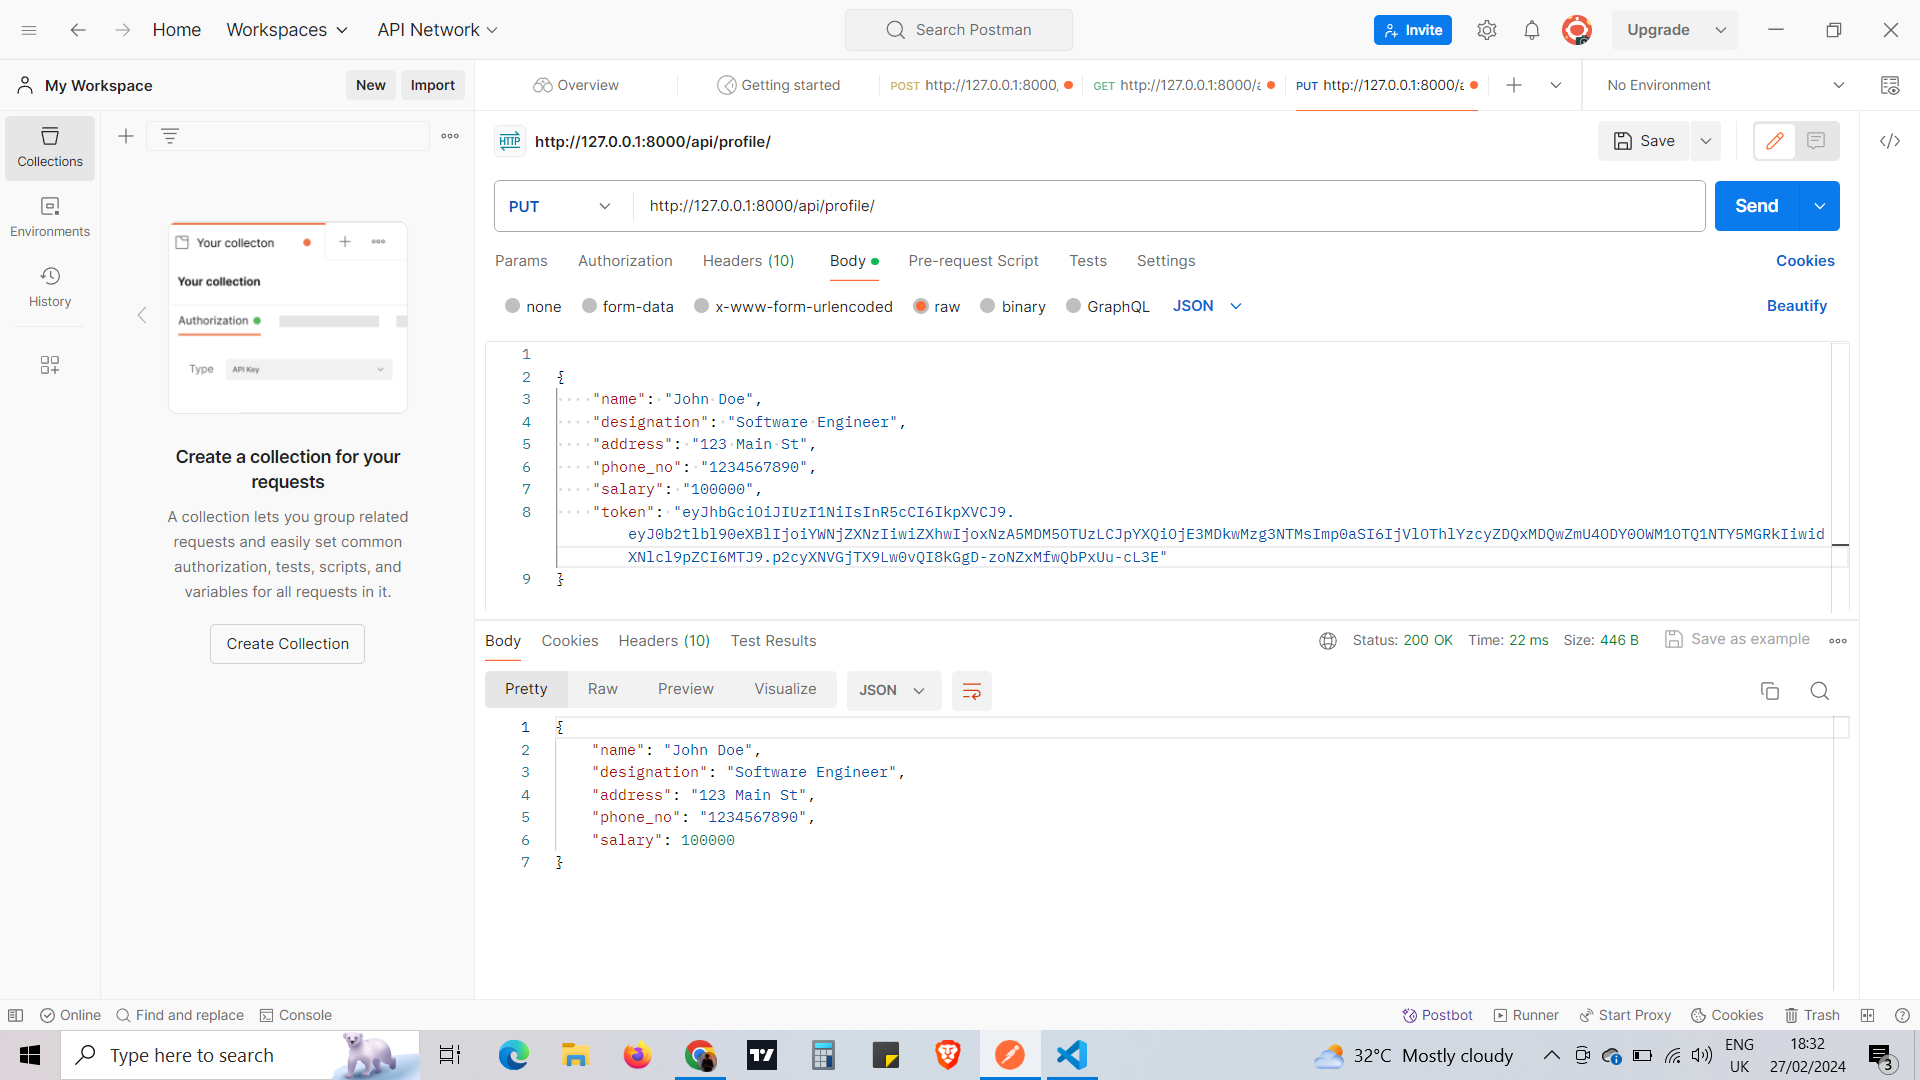 Home
Workspaces
API Network
Search Postman
Invite
Upgrade
My Workspace
New
Import
Overview
Getting started
POST http://127.0.0.1:8000,
GET http://127.0.0.1:8000/a
PUT http://127.0.0.1:8000/a
No Environment
Collections
Environments
History
Your collecton
Your collection
Authorization
Type
API Key
Create a collection for your
requests
A collection lets you group related
requests and easily set common
authorization, tests, scripts, and
variables for all requests in it.
Create Collection
HTTP http://127.0.0.1:8000/api/profile/
Save
PUT
http://127.0.0.1:8000/api/profile/
Send
Params
Authorization
Headers (10)
Body
Pre-request Script
Tests
Settings
Cookies
none
form-data
x-www-form-urlencoded
raw
binary
GraphQL
JSON
Beautify
1
2 {
3 "name": "John Doe",
4 "designation": "Software Engineer",
5 "address": "123 Main St",
6 "phone_no": "1234567890",
7 "salary": "100000",
8 "token": "eyJhbGciOiJIUzI1NiIsInR5cCI6IkpXVCJ9.
eyJ0b2tlbl90eXBlIjoiYWNjZXNzIiwiZXhwIjoxNzA5MDM5OTUzLCJpYXQiOjE3MDkwMzg3NTMsImp0aSI6IjVlOThlYzcyZDQxMDQwZmU4ODY0OWM1OTQ1NTY5MGRkIiwid
XNlcl9pZCI6MTJ9.p2cyXNVGjTX9Lw0vQI8kGgD-zoNZxMfwQbPxUu-cL3E"
9 }
Body
Cookies
Headers (10)
Test Results
Status: 200 OK
Time: 22 ms
Size: 446 B
Save as example
Pretty
Raw
Preview
Visualize
JSON
1 {
2 "name": "John Doe",
3 "designation": "Software Engineer",
4 "address": "123 Main St",
5 "phone_no": "1234567890",
6 "salary": 100000
7 }
Online
Find and replace
Console
Postbot
Runner
Start Proxy
Cookies
Trash
Type here to search
32°C Mostly cloudy
ENG
UK
18:32
27/02/2024
3